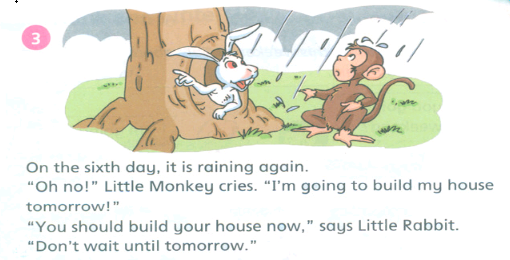 3
On the sixth day, it is raining again.
“Oh no!” Little Monkey cries. “I’m going to build my house
tomorrow!”
“You should build your house now,” says Little Rabbit.
“Don’t wait until tomorrow.”